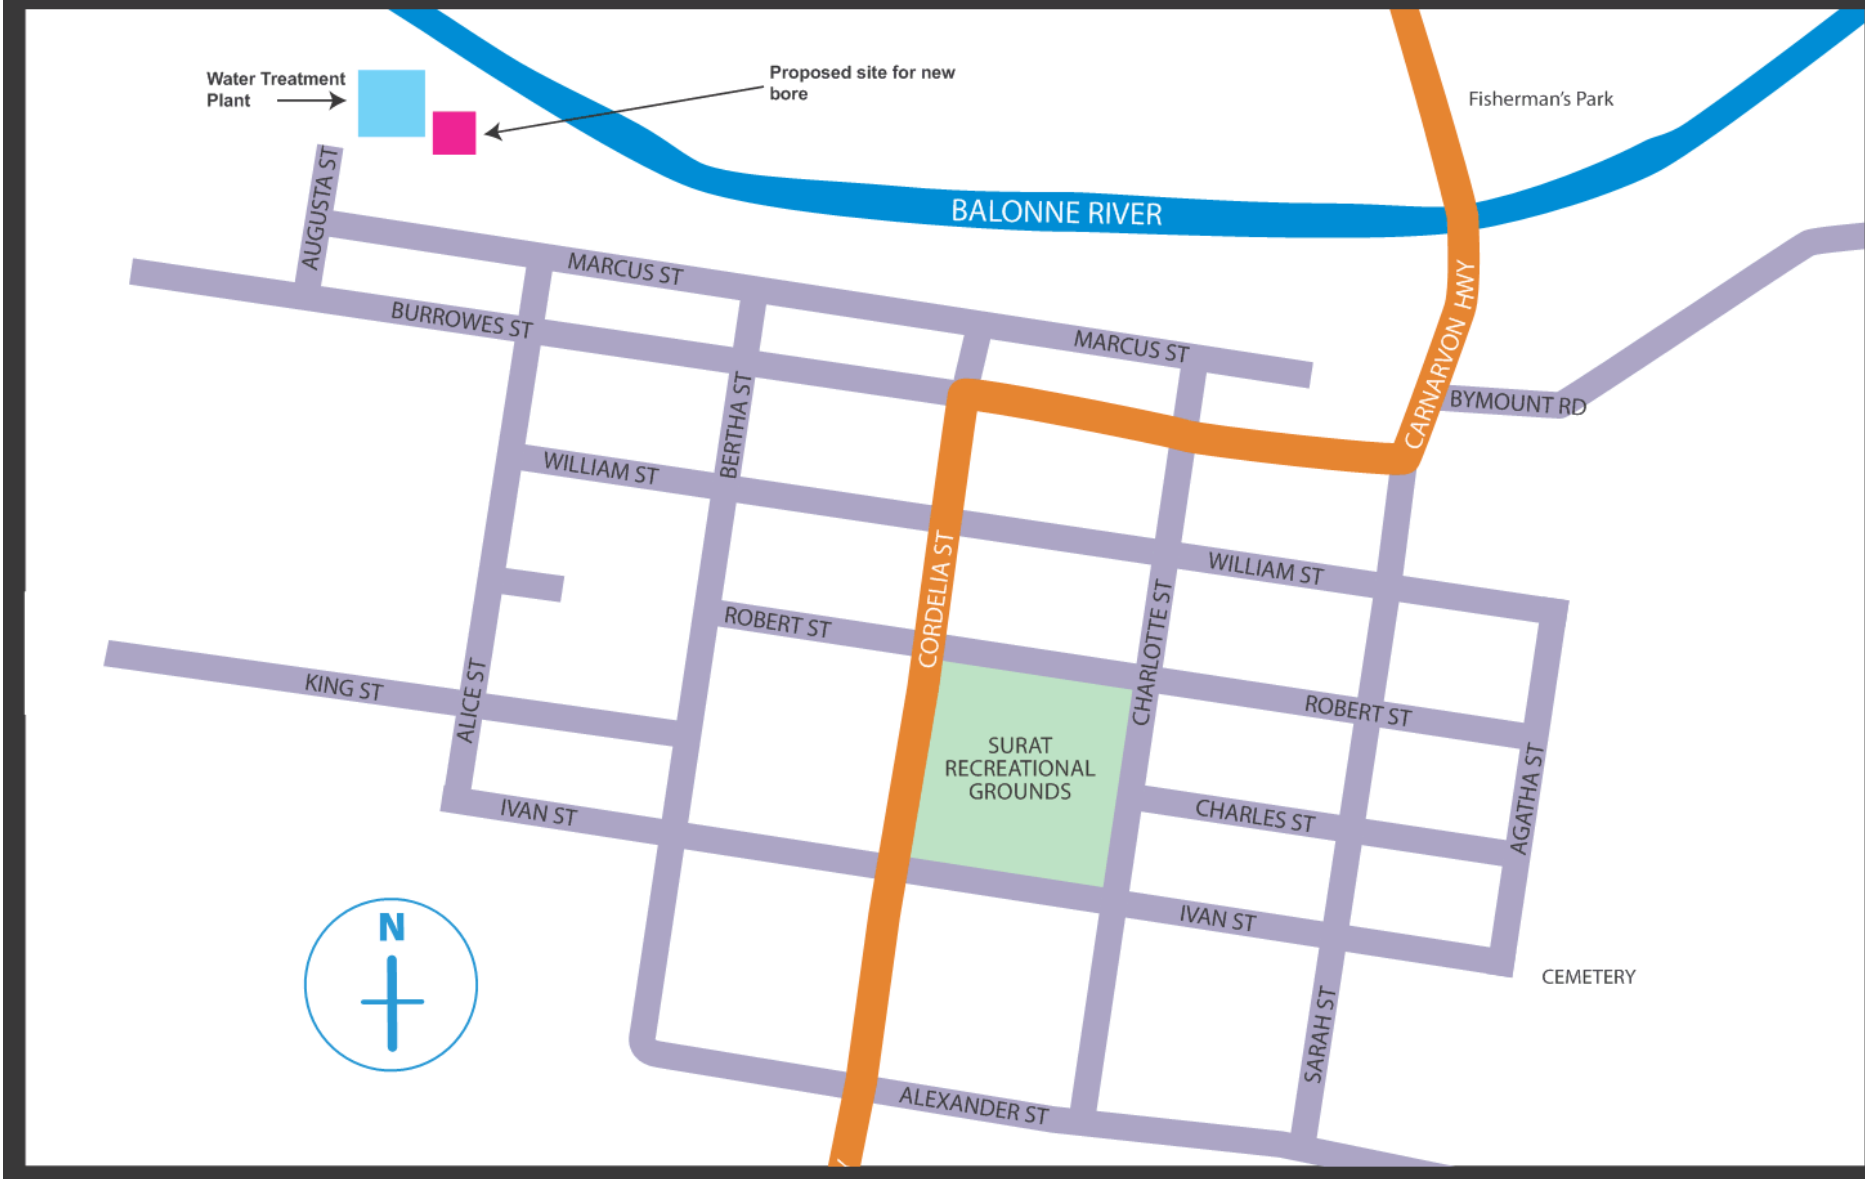 Water Treatment
Plant
Proposed site for new
bore
Fisherman's Park
AUGUSTA ST
BALONNE RIVER
MARCUS ST
CARNARVON HWY
BURROWES ST
MARCUS ST
BERTHA ST
BYMOUNT RD
WILLIAM ST
CORDELIA ST
WILLIAM ST
CHARLOTTE ST
ROBERT ST
KING ST
ALICE ST
ROBERT ST
SURAT
RECREATIONAL
GROUNDS
AGATHA ST
IVAN ST
CHARLES ST
N
IVAN ST
CEMETERY
SARAH ST
ALEXANDER ST